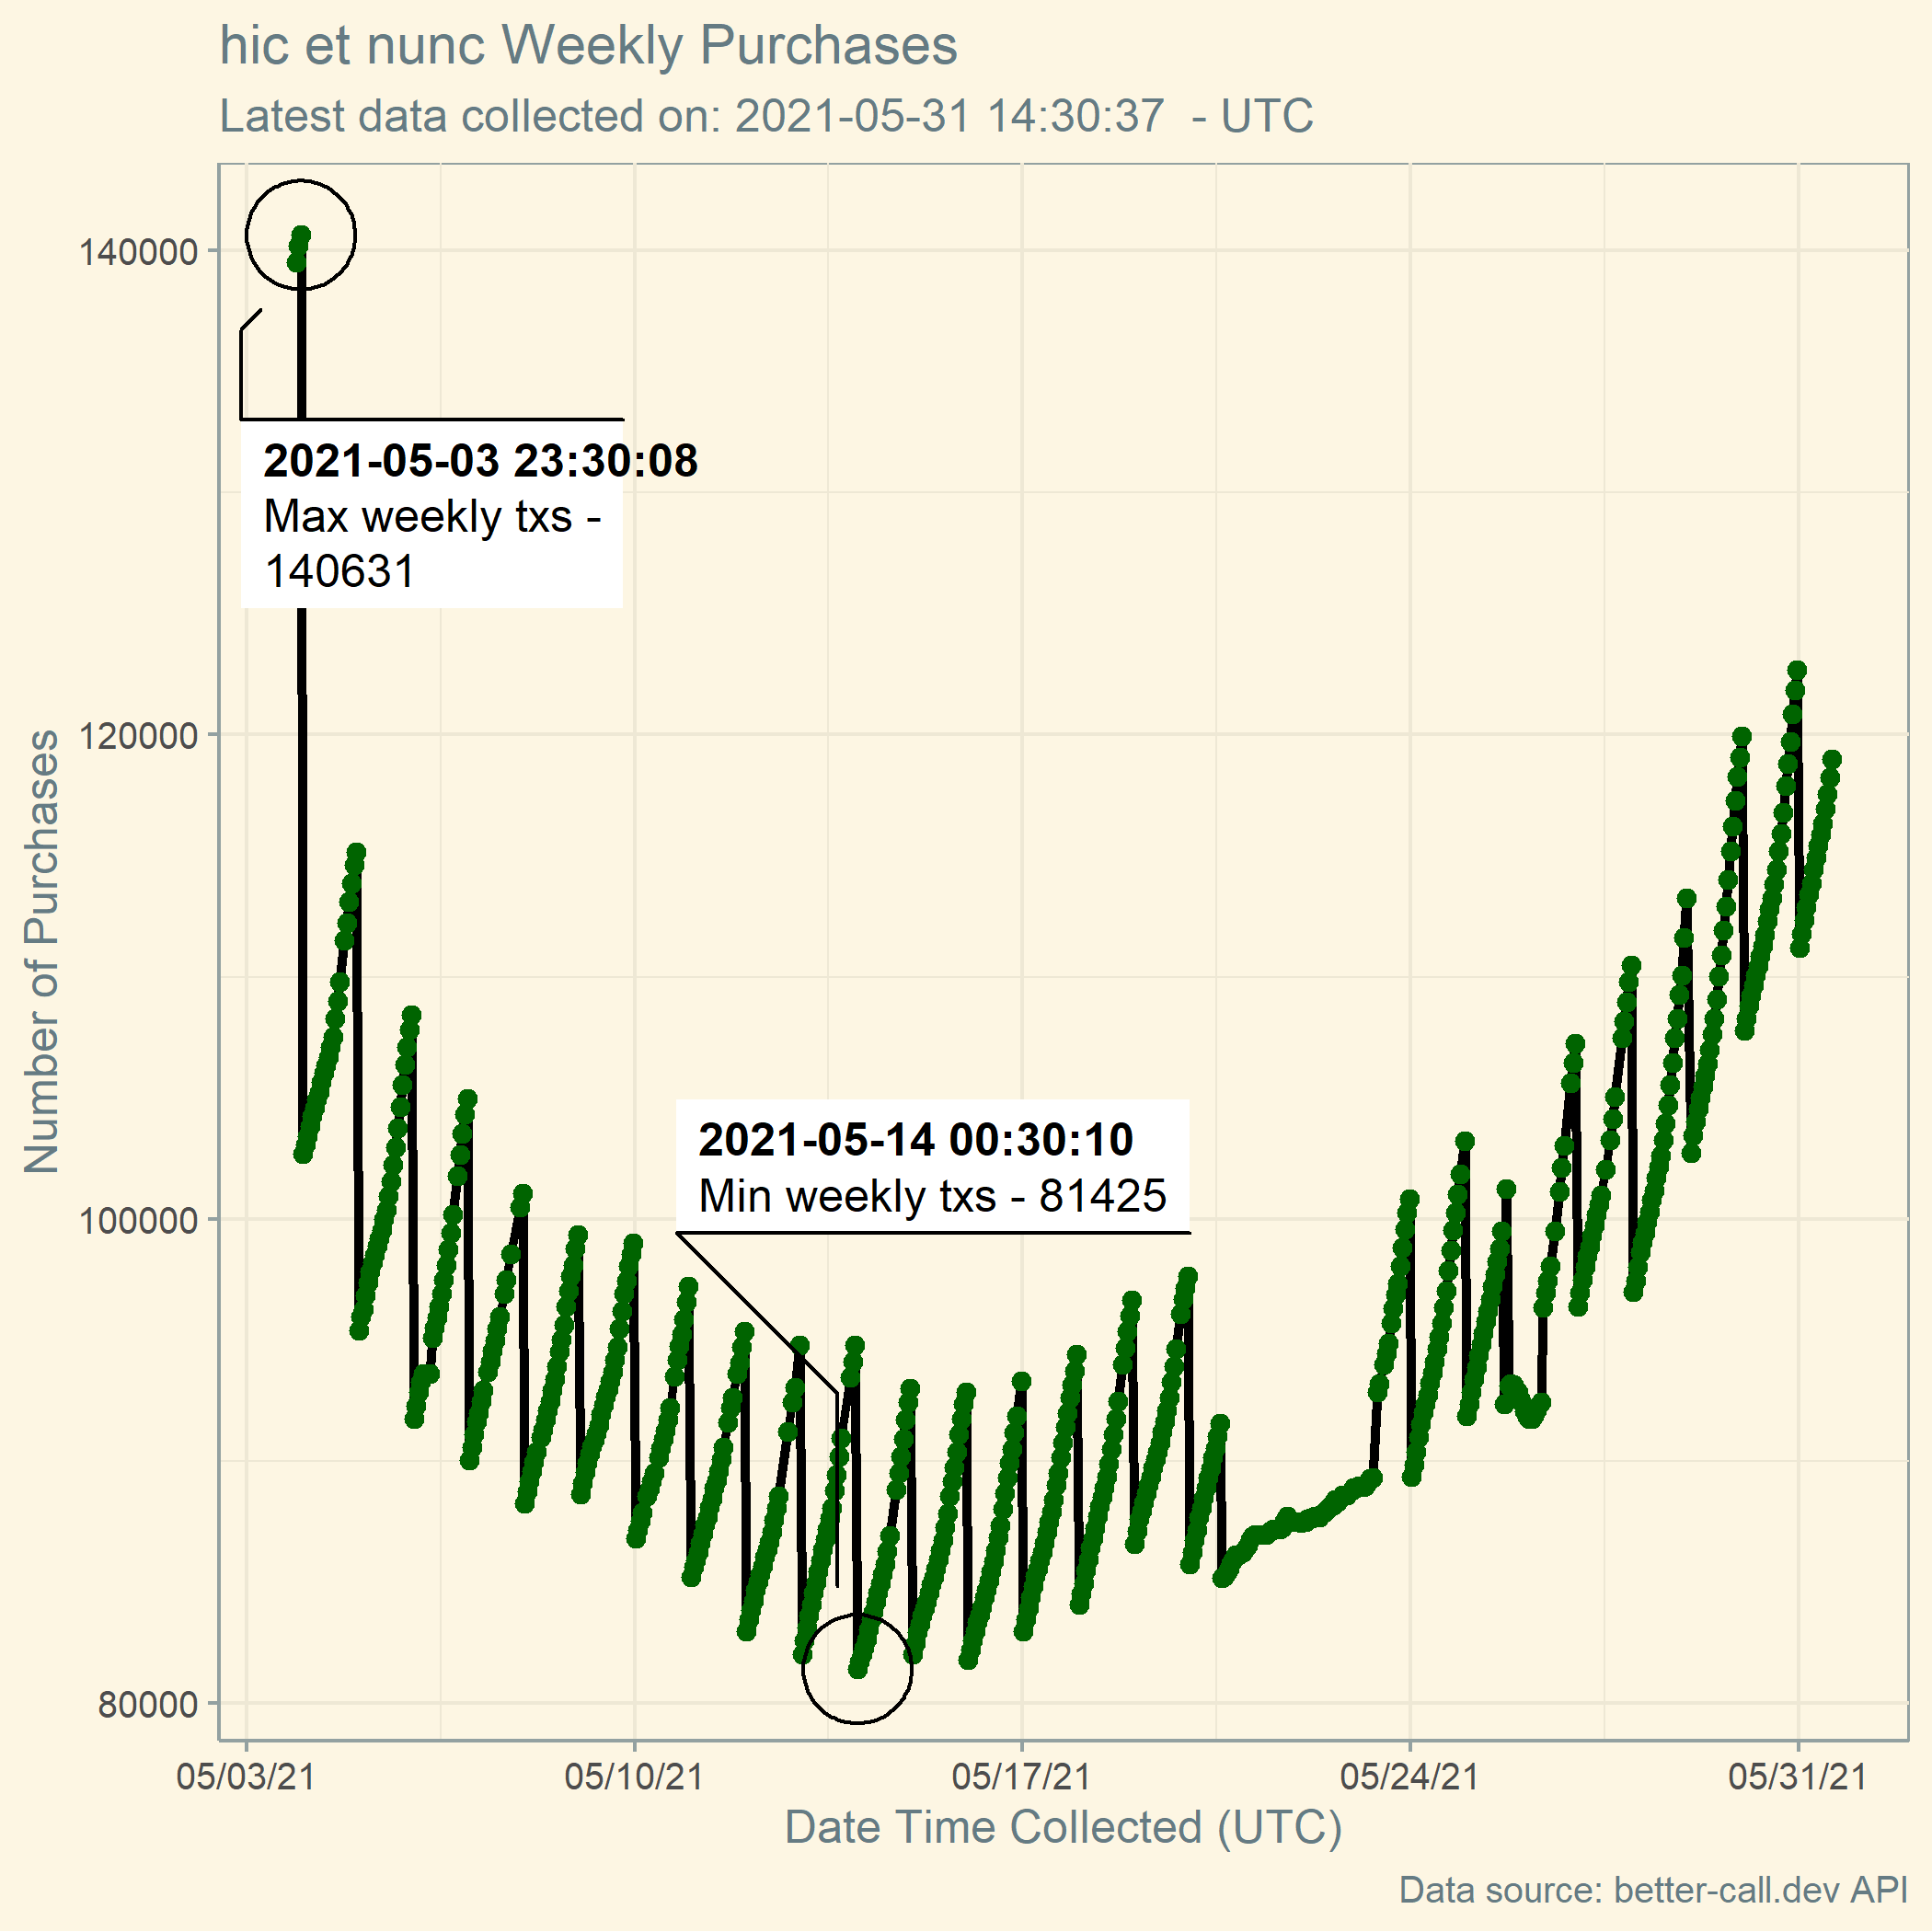 hic et nunc Weekly Purchases
Latest data collected on: 2021-05-31 14:30:37  - UTC
140000
120000
100000
80000
Number of Purchases
2021-05-03 23:30:08
Max weekly txs -
140631
2021-05-14 00:30:10
Min weekly txs - 81425
05/03/21
05/10/21
05/17/21
05/24/21
05/31/21
Date Time Collected (UTC)
Data source: better-call.dev API